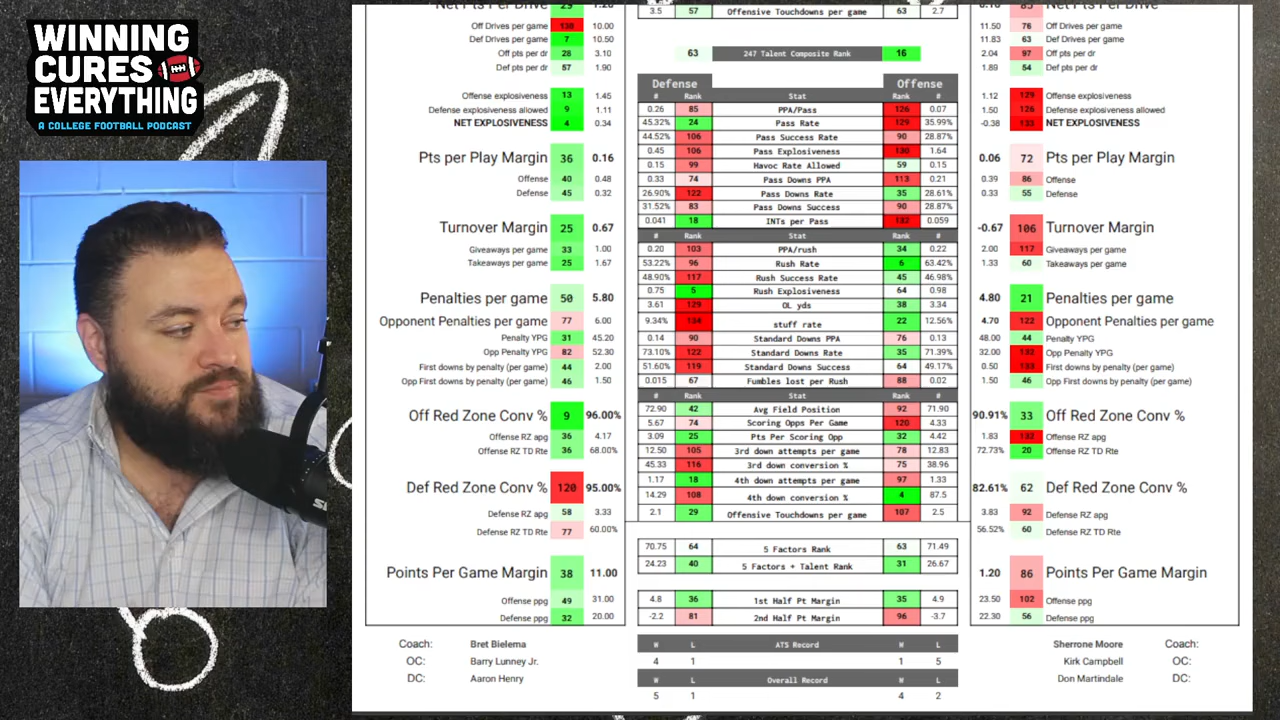 WINNING
CURES
EVERYTHING
A COLLEGE FOOTBALL PODCAST
Net Pts Per Drive 29 1.20
Off Drives per game 130 10.00
Def Drives per game 7 10.50
Off pts per dr 28 3.10
Def pts per dr 57 1.90
Offense explosiveness 13 1.45
Defense explosiveness allowed 9 1.11
NET EXPLOSIVENESS 4 0.34
Pts per Play Margin 36 0.16
Offense 40 0.48
Defense 45 0.32
Turnover Margin 25 0.67
Giveaways per game 33 1.00
Takeaways per game 25 1.67
Penalties per game 50 5.80
Opponent Penalties per game 77 6.00
Penalty YPG 31 45.20
Opp Penalty YPG 82 52.30
First downs by penalty (per game) 44 2.00
Opp First downs by penalty (per game) 46 1.50
Off Red Zone Conv % 9 96.00%
Offense RZ apg 36 4.17
Offense RZ TD Rte 36 68.00%
Def Red Zone Conv % 120 95.00%
Defense RZ apg 58 3.33
Defense RZ TD Rte 77 60.00%
Points Per Game Margin 38 11.00
Offense ppg 49 31.00
Defense ppg 32 20.00
Coach: Bret Bielema
OC: Barry Lunney Jr.
DC: Aaron Henry
3.5 57 Offensive Touchdowns per game 63 2.7
63 247 Talent Composite Rank 16
Defense Offense
# Rank Stat Rank #
0.26 85 PPA/Pass 126 0.07
45.32% 24 Pass Rate 129 35.99%
44.52% 106 Pass Success Rate 90 28.87%
0.45 106 Pass Explosiveness 130 1.64
0.15 99 Havoc Rate Allowed 59 0.15
0.33 74 Pass Downs PPA 113 0.21
26.90% 122 Pass Downs Rate 35 28.61%
31.52% 83 Pass Downs Success 90 28.87%
0.041 18 INTs per Pass 132 0.059
# Rank Stat Rank #
0.20 103 PPA/rush 34 0.22
53.22% 96 Rush Rate 6 63.42%
48.90% 117 Rush Success Rate 45 46.98%
0.75 5 Rush Explosiveness 64 0.98
3.61 129 OL yds 38 3.34
9.34% 134 stuff rate 22 12.56%
0.14 90 Standard Downs PPA 76 0.13
73.10% 122 Standard Downs Rate 35 71.39%
51.60% 119 Standard Downs Success 64 49.17%
0.015 67 Fumbles lost per Rush 88 0.02
# Rank Stat Rank #
72.90 42 Avg Field Position 92 71.90
5.67 74 Scoring Opps Per Game 120 4.33
3.09 25 Pts Per Scoring Opp 32 4.42
12.50 105 3rd down attempts per game 78 12.83
45.33 116 3rd down conversion % 75 38.96
1.17 18 4th down attempts per game 97 1.33
14.29 108 4th down conversion % 4 87.5
2.1 29 Offensive Touchdowns per game 107 2.5
70.75 64 5 Factors Rank 63 71.49
24.23 40 5 Factors + Talent Rank 31 26.67
4.8 36 1st Half Pt Margin 35 4.9
-2.2 81 2nd Half Pt Margin 96 -3.7
W L ATS Record W L
4 1 1 5
W L Overall Record W L
5 1 4 2
0.16 85 Net Pts Per Drive
11.50 76 Off Drives per game
11.83 63 Def Drives per game
2.04 97 Off pts per dr
1.89 54 Def pts per dr
1.12 129 Offense explosiveness
1.50 126 Defense explosiveness allowed
-0.38 133 NET EXPLOSIVENESS
0.06 72 Pts per Play Margin
0.39 86 Offense
0.33 55 Defense
-0.67 106 Turnover Margin
2.00 117 Giveaways per game
1.33 60 Takeaways per game
4.80 21 Penalties per game
4.70 122 Opponent Penalties per game
48.00 44 Penalty YPG
32.00 132 Opp Penalty YPG
0.50 133 First downs by penalty (per game)
1.50 46 Opp First downs by penalty (per game)
90.91% 33 Off Red Zone Conv %
1.83 132 Offense RZ apg
72.73% 20 Offense RZ TD Rte
82.61% 62 Def Red Zone Conv %
3.83 92 Defense RZ apg
56.52% 60 Defense RZ TD Rte
1.20 86 Points Per Game Margin
23.50 102 Offense ppg
22.30 56 Defense ppg
Sherrone Moore Coach:
Kirk Campbell OC:
Don Martindale DC: